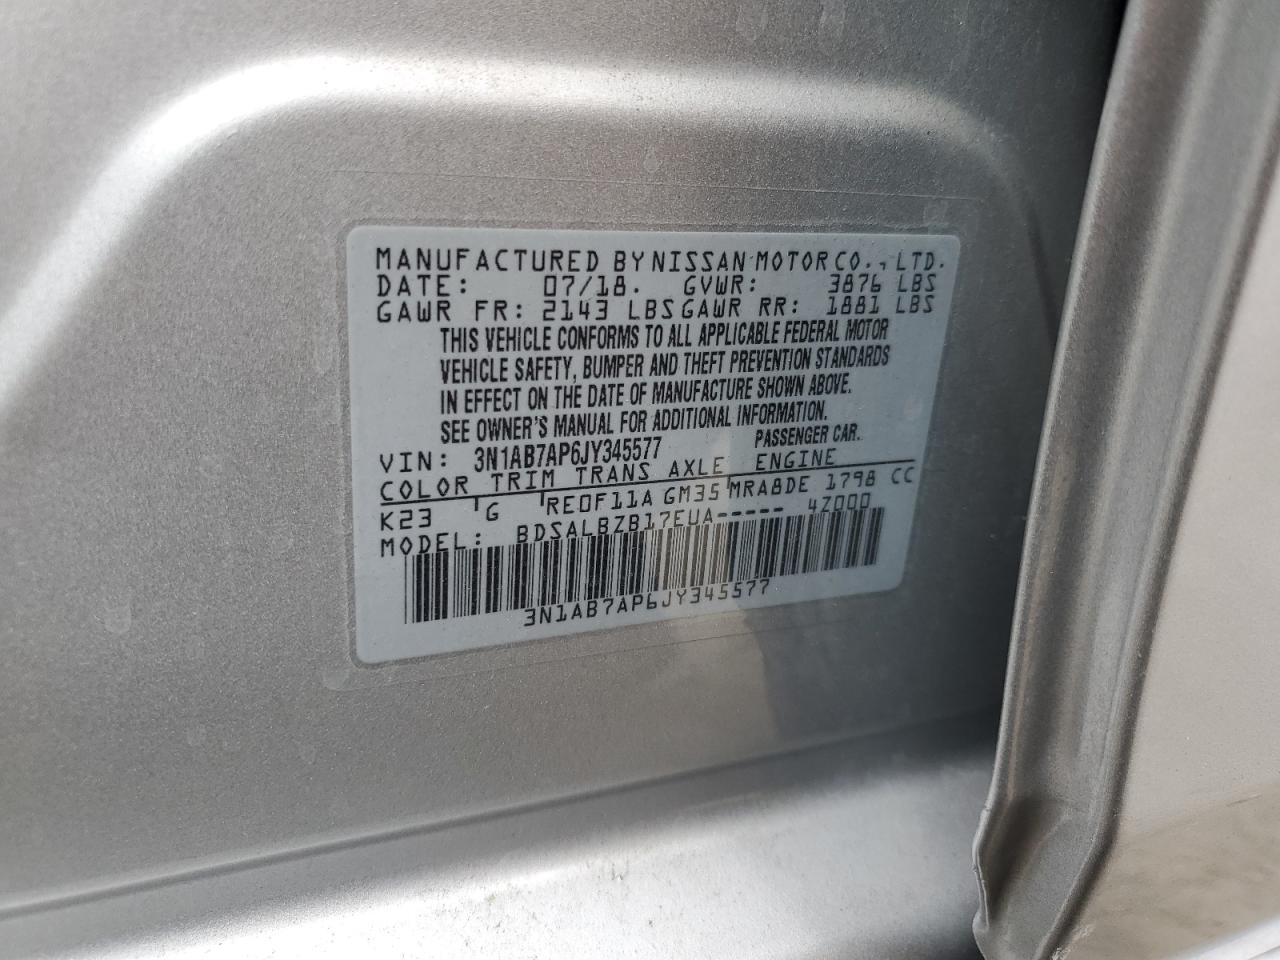 MANUFACTURED BY NISSAN MOTOR CO., LTD.
DATE: 07/18. GVWR: 3876 LBS
GAWR FR: 2143 LBS GAWR RR: 1881 LBS
THIS VEHICLE CONFORMS TO ALL APPLICABLE FEDERAL MOTOR
VEHICLE SAFETY, BUMPER AND THEFT PREVENTION STANDARDS
IN EFFECT ON THE DATE OF MANUFACTURE SHOWN ABOVE.
SEE OWNER'S MANUAL FOR ADDITIONAL INFORMATION.
VIN: 3N1AB7AP6JY345577 PASSENGER CAR.
COLOR TRIM TRANS AXLE ENGINE
K23 G RE0F11A GM35 MRA8DE 1798 CC
MODEL: BDSALBZB17EUA----- 4Z000
3N1AB7AP6JY345577